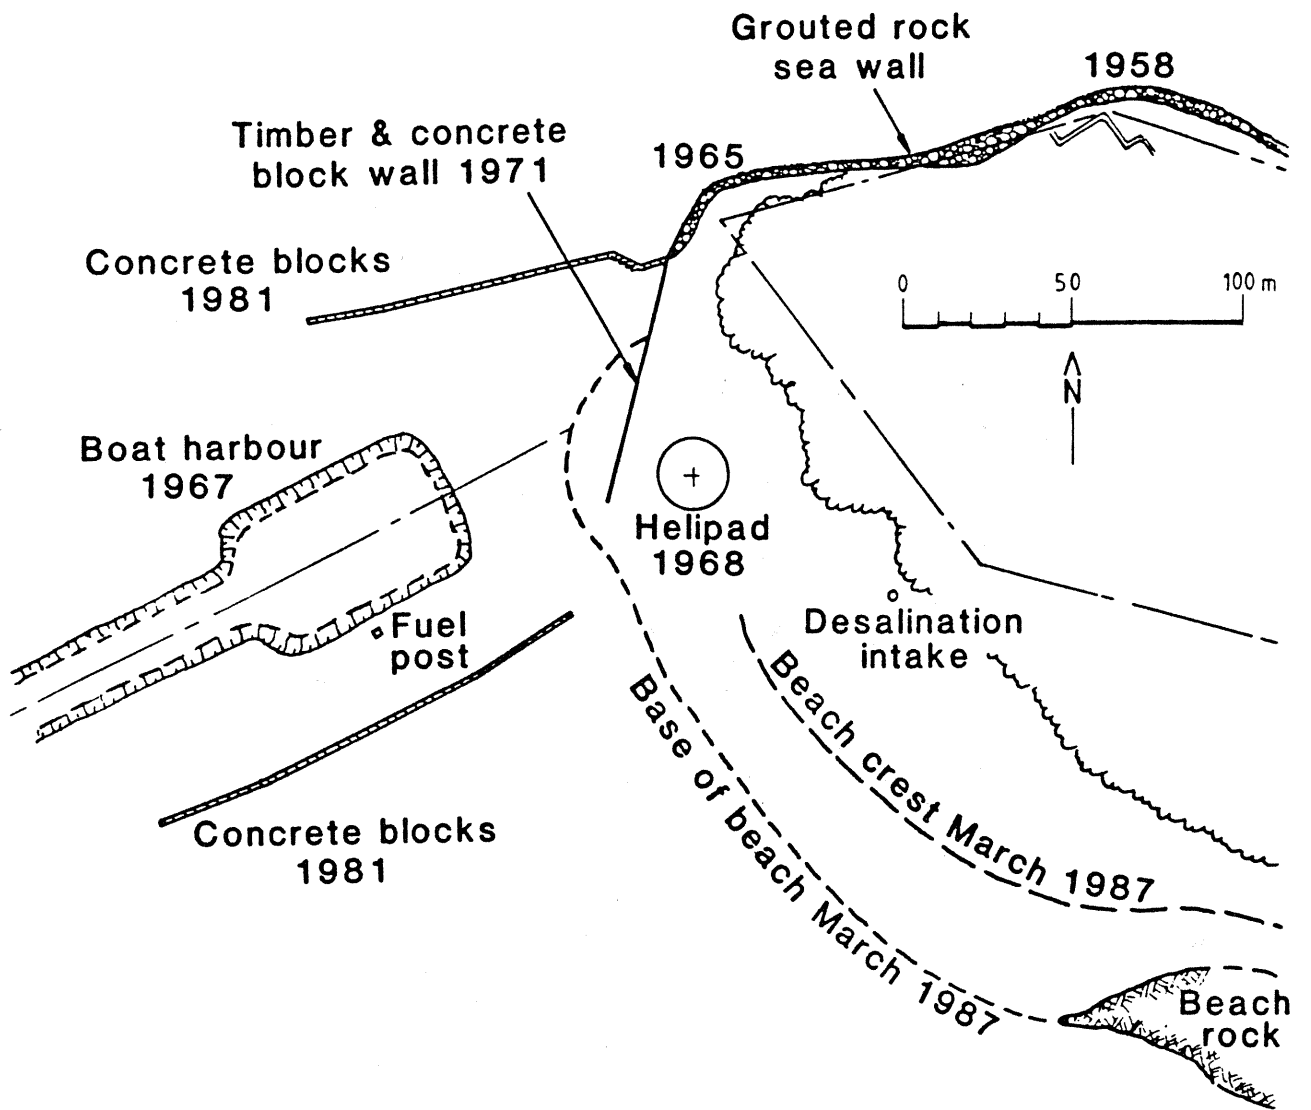 Grouted rock
sea wall
1958
Timber & concrete
block wall 1971
1965
Concrete blocks
1981
0 50 100 m
N
Boat harbour
1967
Helipad
1968
Fuel
post
Desalination
intake
Beach crest March 1987
Base of beach March 1987
Concrete blocks
1981
Beach
rock